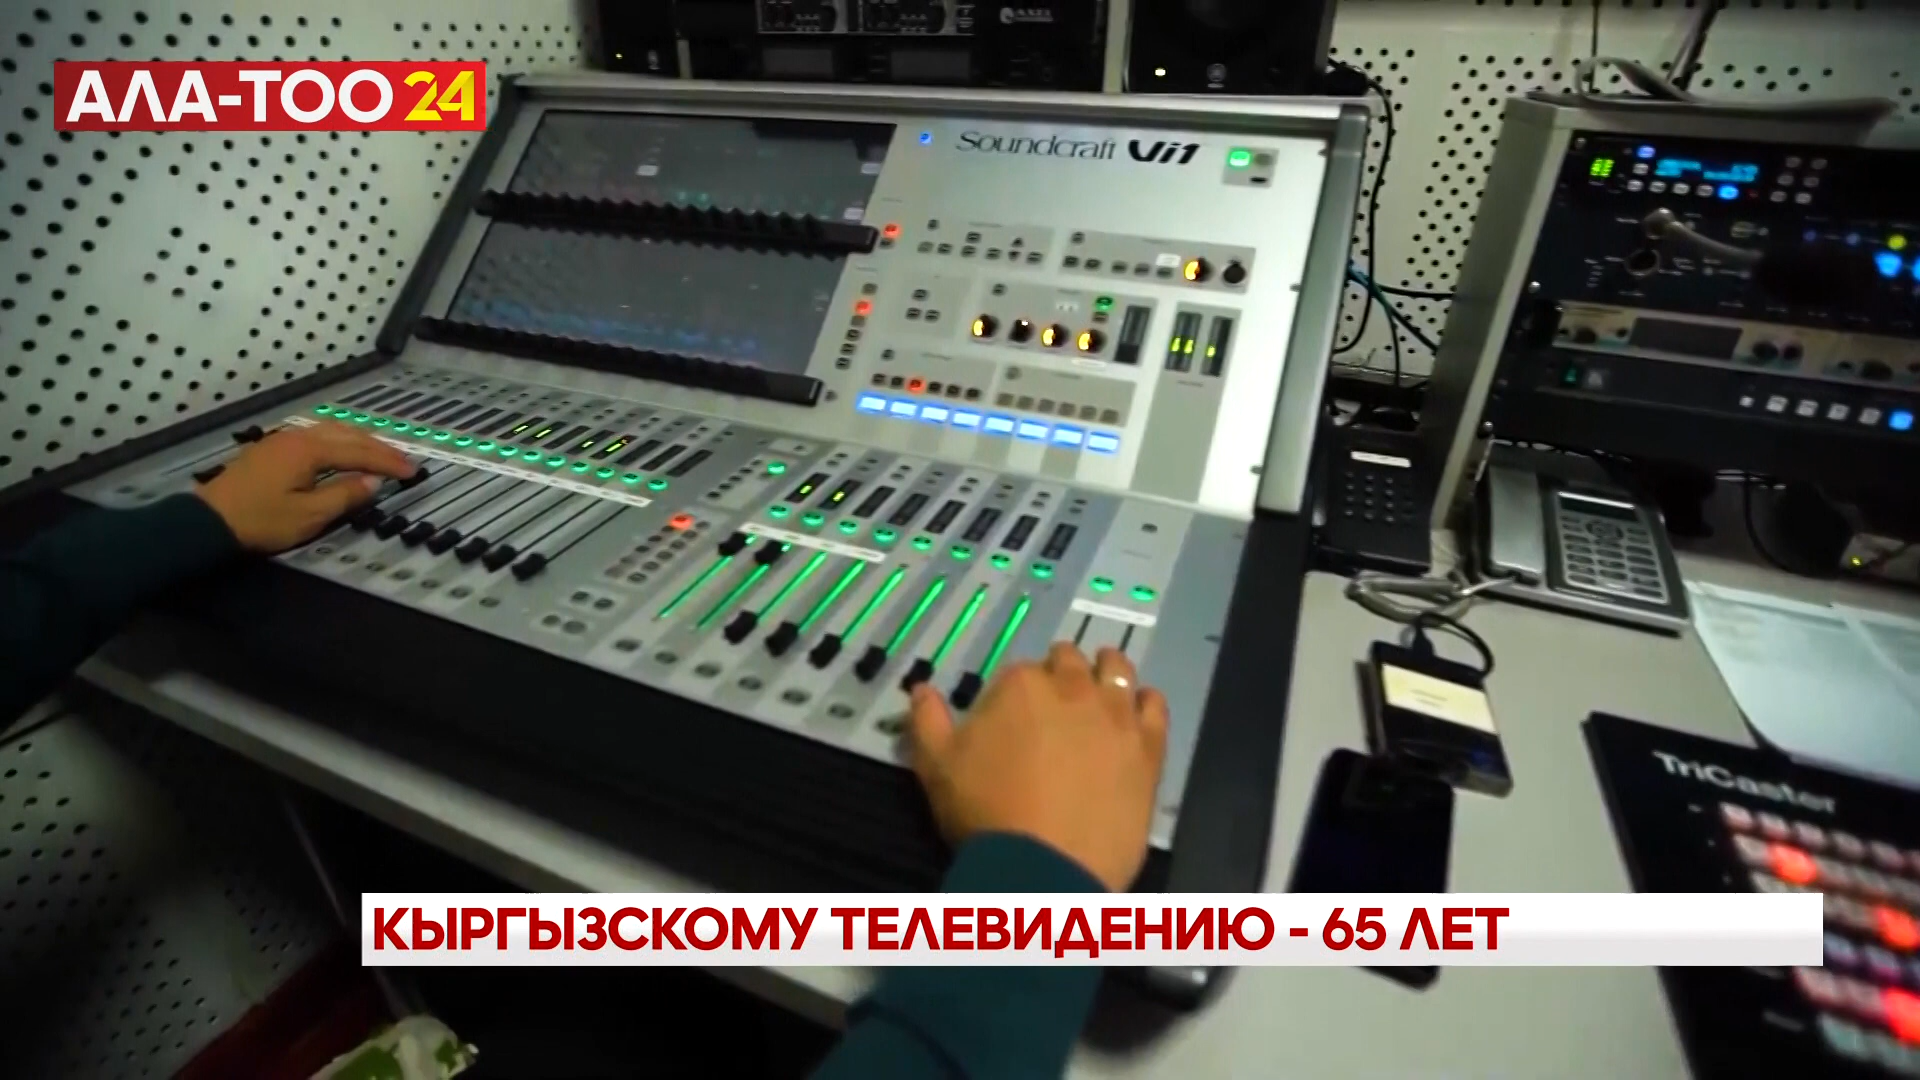 АЛА-ТОО 24
Soundcraft Vi1
TriCaster
КЫРГЫЗСКОМУ ТЕЛЕВИДЕНИЮ - 65 ЛЕТ